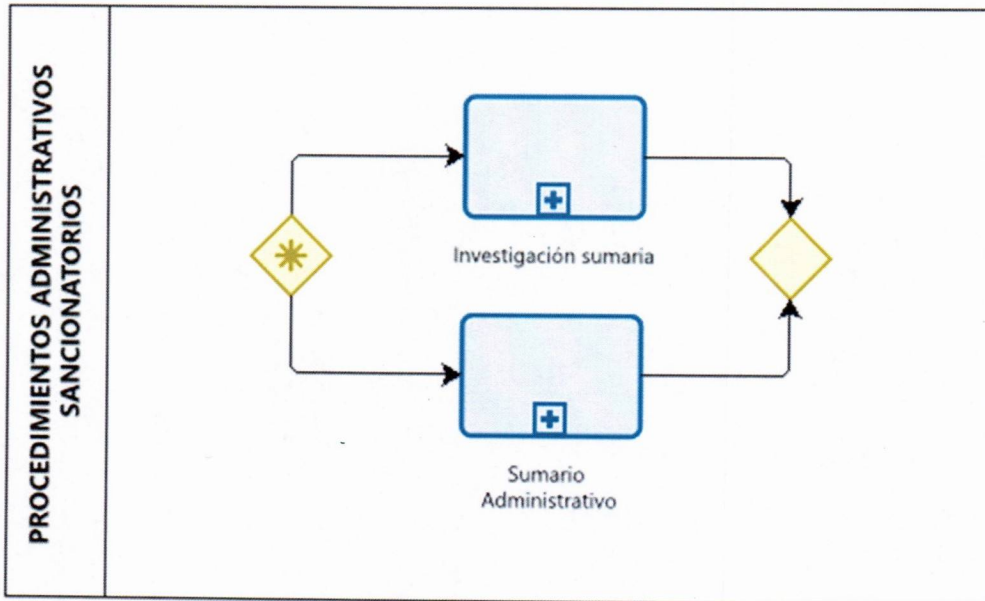 PROCEDIMIENTOS ADMINISTRATIVOS
SANCIONATORIOS
Investigación sumaria
Sumario
Administrativo